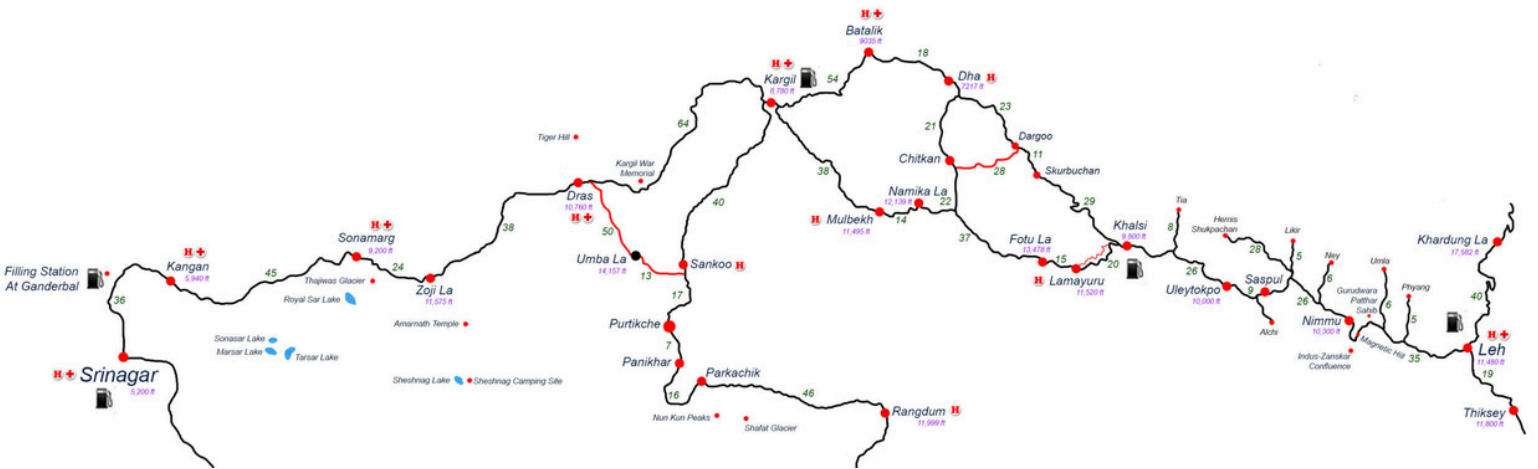 Batalik
9035 ft
18
Kargil
8,780 ft
54
Dha
7217 ft
H
23
64
21
Dargoo
11
Tiger Hill
Chitkan
28
Skurbuchan
Kargil War
Memorial
38
Namika La
12,139 ft
22
29
Tia
Dras
10,760 ft
40
H
Mulbekh
11,495 ft
14
Hemis
Shukpachan
Likir
Khalsi
9,800 ft
8
28
Khardung La
17,582 ft
Sonamarg
9,200 ft
38
50
37
Fotu La
13,478 ft
15
20
Ney
Umla
5
Filling Station
At Ganderbal
Kangan
5,940 ft
45
24
Umba La
14,157 ft
13
Sankoo
H
H
Lamayuru
11,520 ft
26
Uleytokpo
10,000 ft
9
Saspul
6
Phyang
Thajiwas Glacier
Zoji La
11,575 ft
Royal Sar Lake
36
17
26
Gurudwara
Patthar
Sahib
6
5
40
Amarnath Temple
Purtikche
Alchi
Nimmu
10,300 ft
Magnetic Hill
35
Leh
11,480 ft
Sonasar Lake
Marsar Lake
Tarsar Lake
7
Indus-Zanskar
Confluence
19
Srinagar
5,200 ft
Panikhar
Sheshnag Lake
Sheshnag Camping Site
Parkachik
16
46
Rangdum
11,999 ft
H
Thiksey
11,800 ft
Nun Kun Peaks
Shafat Glacier